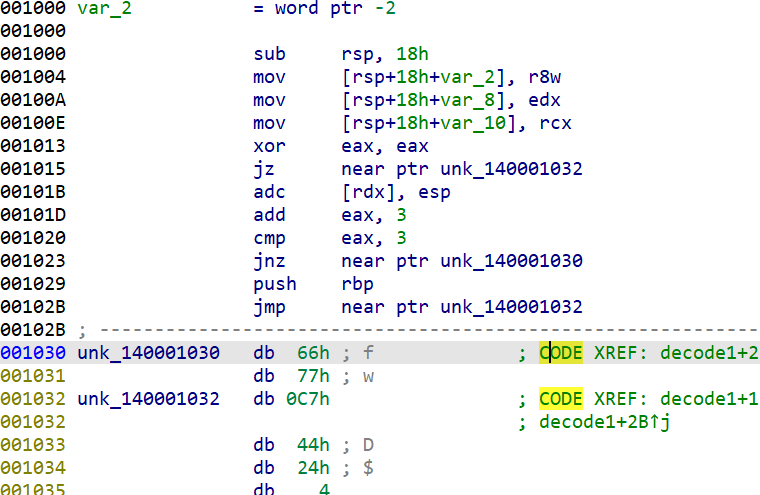 001000 var_2 = word ptr -2
001000
001000 sub rsp, 18h
001004 mov [rsp+18h+var_2], r8w
00100A mov [rsp+18h+var_8], edx
00100E mov [rsp+18h+var_10], rcx
001013 xor eax, eax
001015 jz near ptr unk_140001032
00101B adc [rdx], esp
00101D add eax, 3
001020 cmp eax, 3
001023 jnz near ptr unk_140001030
001029 push rbp
00102B jmp near ptr unk_140001032
00102B ; ---------------------------------------------------------
001030 unk_140001030 db 66h ; f ; CODE XREF: decode1+2
001031 db 77h ; w
001032 unk_140001032 db 0C7h ; CODE XREF: decode1+1
001032 ; decode1+2B↑j
001033 db 44h ; D
001034 db 24h ; $
001035 db 4